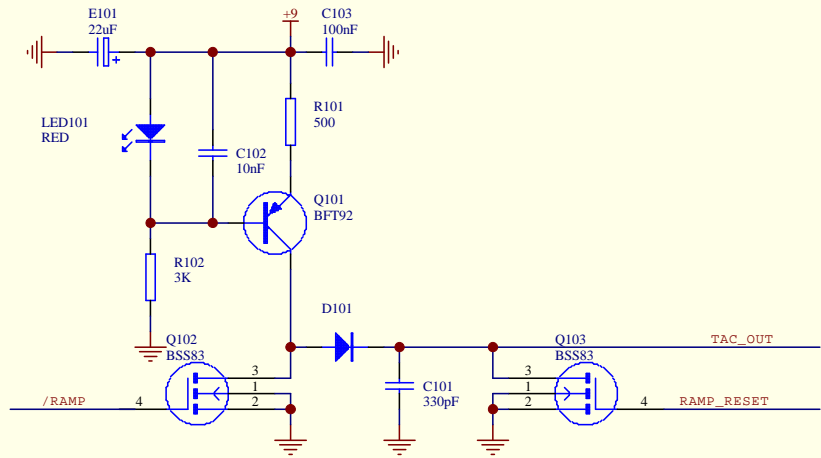 E101
22uF
+
+9
C103
100nF
LED101
RED
R101
500
C102
10nF
Q101
BFT92
R102
3K
D101
Q102
BSS83
Q103
BSS83
TAC_OUT
3
1
2
4
/RAMP
C101
330pF
3
1
2
4
RAMP_RESET